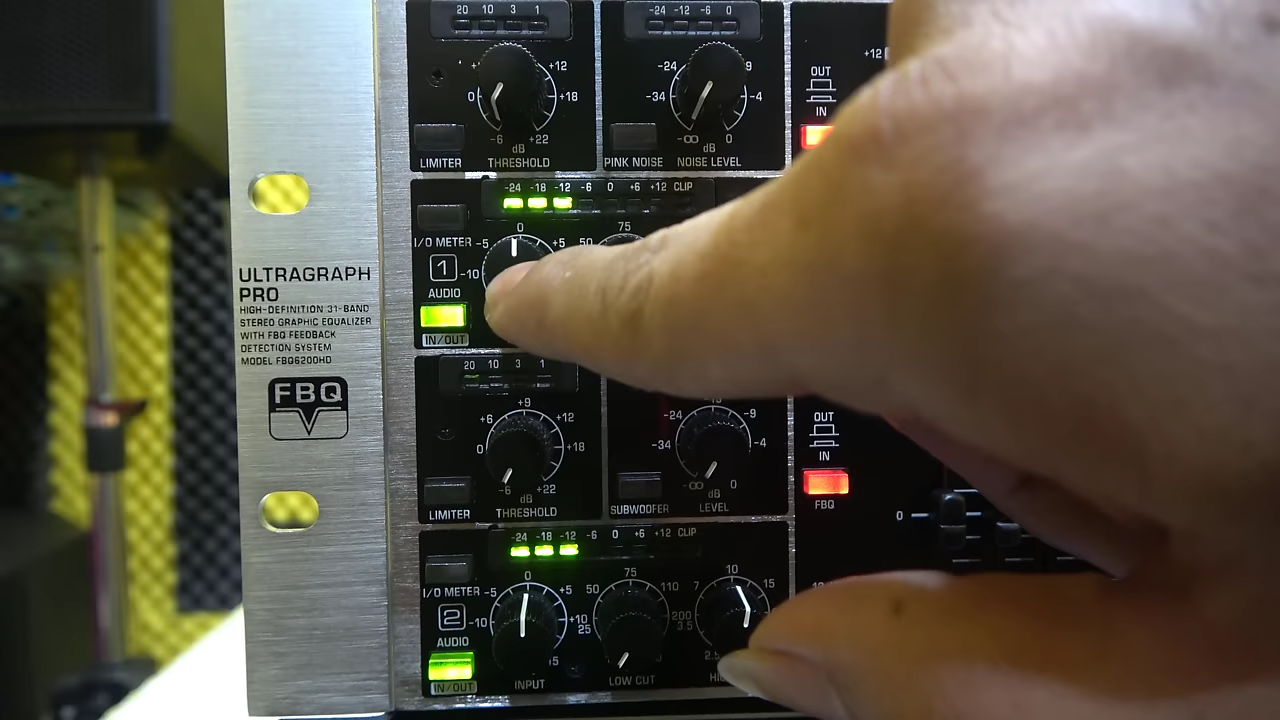 20 10 3 1
-24 -12 -6 0
+12
+12
OUT
-24
0
+18
-34
-4
IN
-6
+22
-∞
0
dB
dB
LIMITER
THRESHOLD
PINK NOISE
NOISE LEVEL
-24 -18 -12 -6 0 +6 +12 CLIP
0
75
I/O METER
-5
+5
50
1
-10
AUDIO
IN/OUT
ULTRAGRAPH
PRO
HIGH-DEFINITION 31-BAND
STEREO GRAPHIC EQUALIZER
WITH FBQ FEEDBACK
DETECTION SYSTEM
MODEL FBQ6200HD
FBQ
20 10 3 1
+9
+6
+12
-24
-9
OUT
0
+18
-34
-4
IN
-6
+22
-∞
0
dB
dB
LIMITER
THRESHOLD
SUBWOOFER
LEVEL
FBQ
0
-24 -18 -12 -6 0 +6 +12 CLIP
0
75
10
I/O METER
-5
+5
50
110
7
15
2
-10
+10
25
200
3.5
AUDIO
2.5
IN/OUT
INPUT
LOW CUT